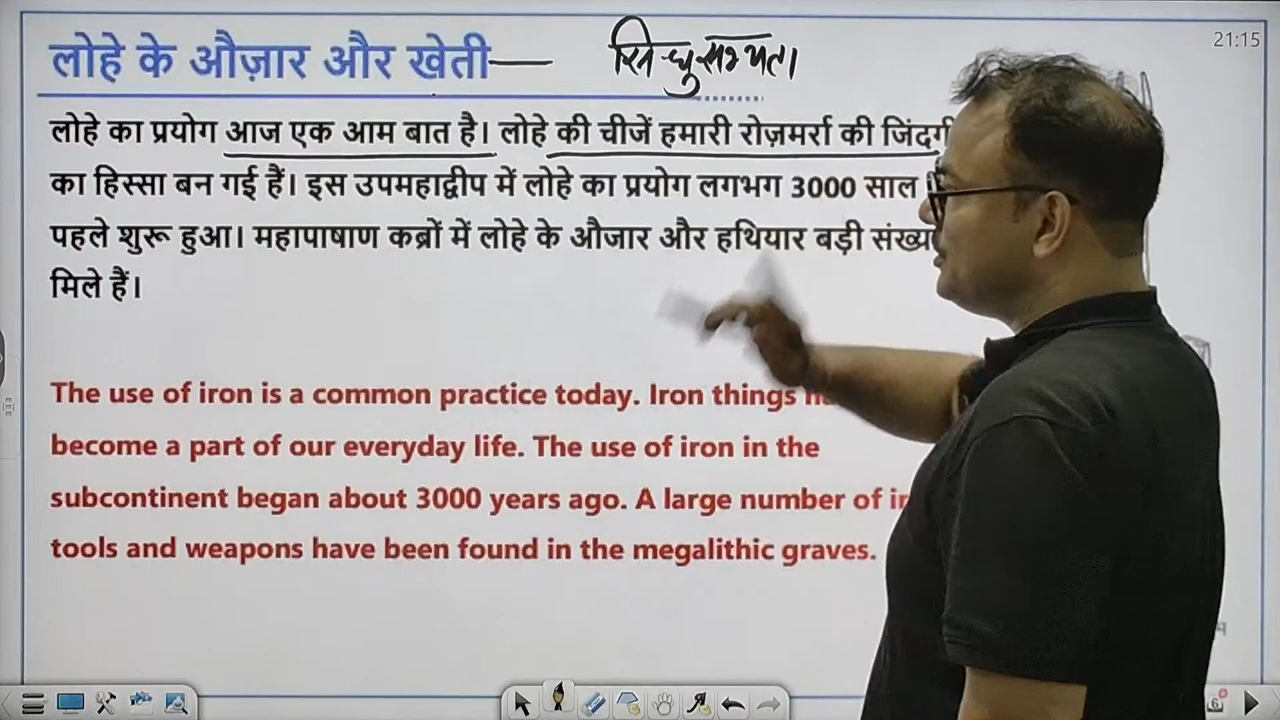 लोहे के औज़ार और खेती— सिन्धु सभ्यता
21:15
लोहे का प्रयोग आज एक आम बात है। लोहे की चीजें हमारी रोज़मर्रा की
का हिस्सा बन गई हैं। इस उपमहाद्वीप में लोहे का प्रयोग लगभग 3000 साल
पहले शुरू हुआ। महापाषाण कब्रों में लोहे के औजार और हथियार बड़ी
मिले हैं।
The use of iron is a common practice today. Iron things
become a part of our everyday life. The use of iron in the
subcontinent began about 3000 years ago. A large number of
tools and weapons have been found in the megalithic graves.